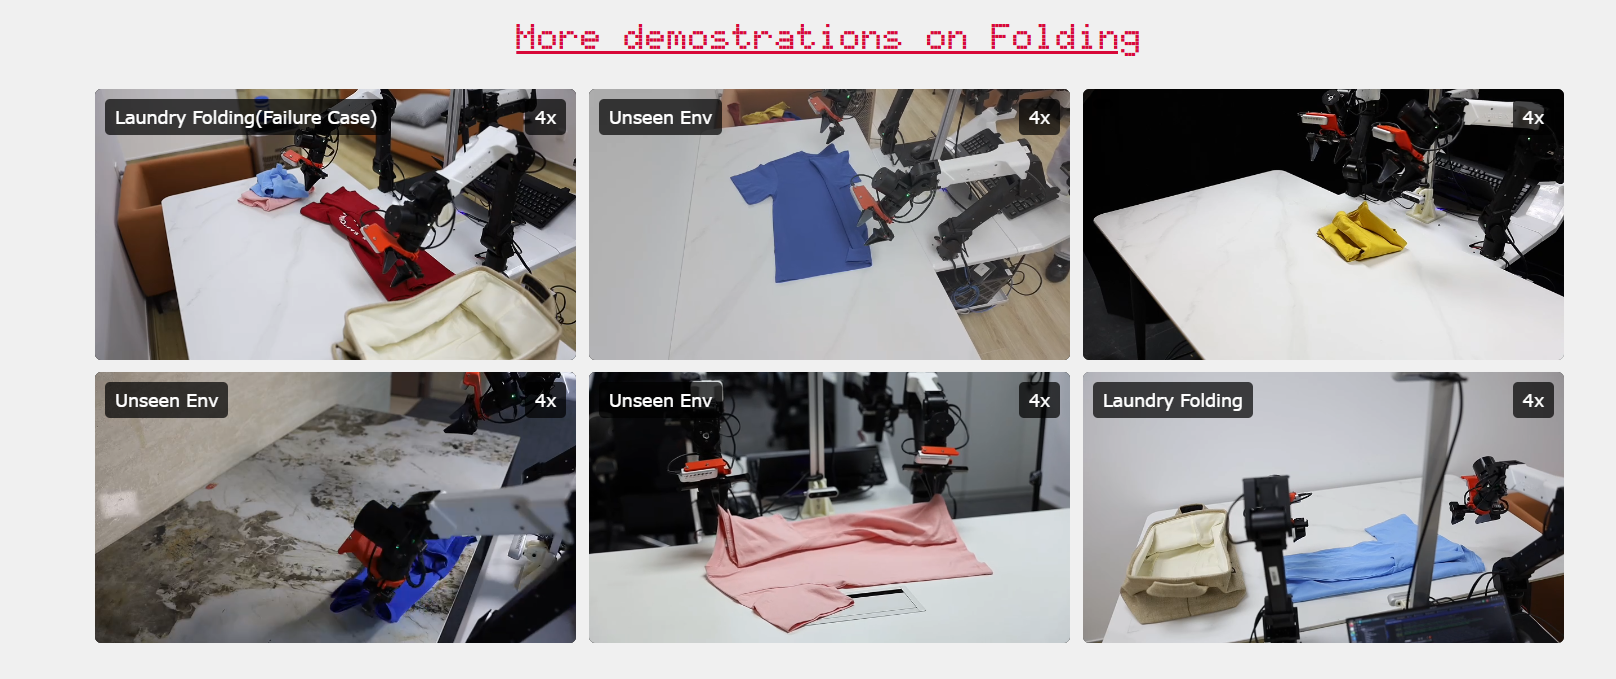 More demostrations on Folding
Laundry Folding(Failure Case)
4x
Unseen Env
4x
4x
Unseen Env
4x
Unseen Env
4x
Laundry Folding
4x